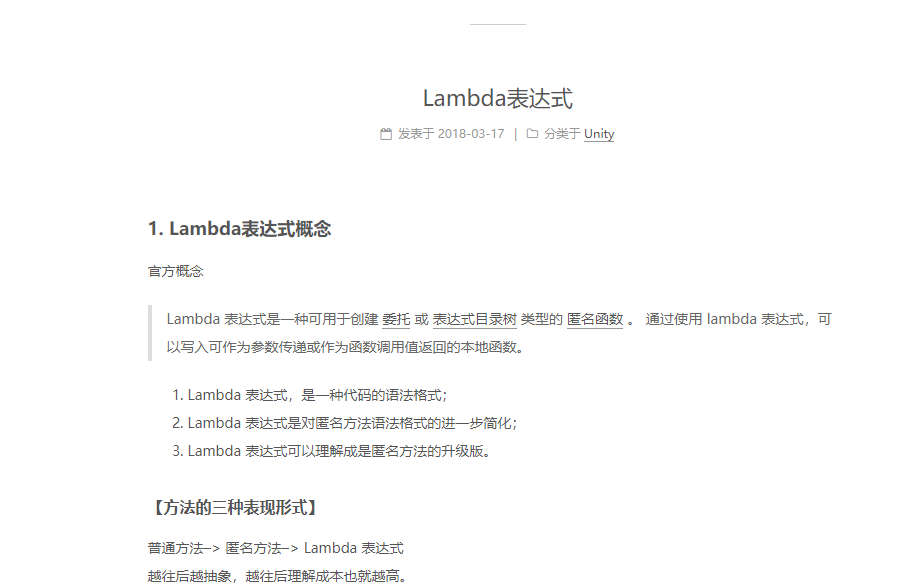 Lambda表达式
发表于 2018-03-17 | 分类于 Unity
1. Lambda表达式概念
官方概念
Lambda 表达式是一种可用于创建 委托 或 表达式目录树 类型的 匿名函数 。 通过使用 lambda 表达式，可
以写入可作为参数传递或作为函数调用值返回的本地函数。
1. Lambda 表达式，是一种代码的语法格式；
2. Lambda 表达式是对匿名方法语法格式的进一步简化；
3. Lambda 表达式可以理解成是匿名方法的升级版。
【方法的三种表现形式】
普通方法–> 匿名方法–> Lambda 表达式
越往后越抽象，越往后理解成本也就越高。